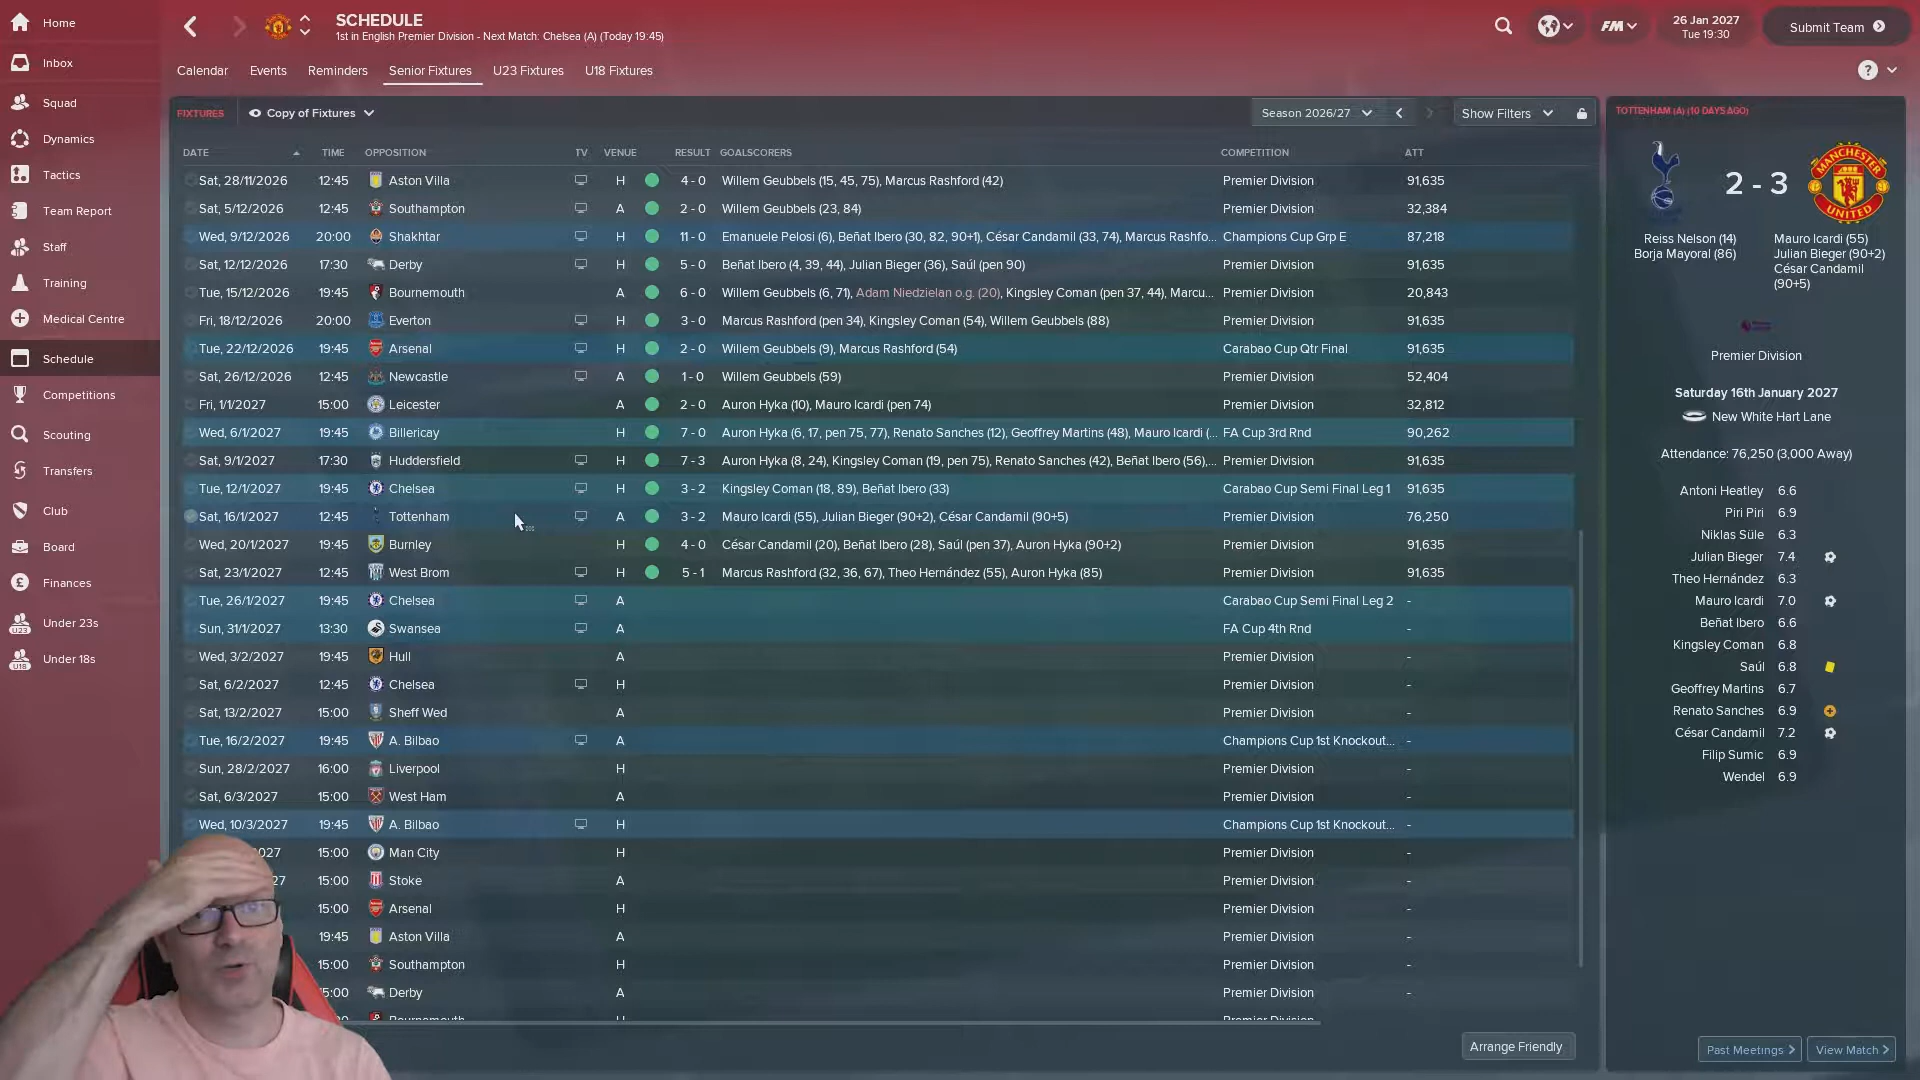 Home
Inbox
Squad
Dynamics
Tactics
Team Report
Staff
Training
Medical Centre
Schedule
Competitions
Scouting
Transfers
Club
Board
Finances
Under 23s
Under 18s
SCHEDULE
1st in English Premier Division - Next Match: Chelsea (A) (Today 19:45)
FM
26 Jan 2027
Tue 19:30
Submit Team
Calendar Events Reminders Senior Fixtures U23 Fixtures U18 Fixtures
FIXTURES Copy of Fixtures Season 2026/27 Show Filters
DATE TIME OPPOSITION TV VENUE RESULT GOALSCORERS COMPETITION ATT
Sat, 28/11/2026 12:45 Aston Villa H 4 - 0 Willem Geubbels (15, 45, 75), Marcus Rashford (42) Premier Division 91,635
Sat, 5/12/2026 12:45 Southampton A 2 - 0 Willem Geubbels (23, 84) Premier Division 32,384
Wed, 9/12/2026 20:00 Shakhtar H 11 - 0 Emanuele Pelosi (6), Beñat Ibero (30, 82, 90+1), César Candamil (33, 74), Marcus Rashfo... Champions Cup Grp E 87,218
Sat, 12/12/2026 17:30 Derby H 5 - 0 Beñat Ibero (4, 39, 44), Julian Bieger (36), Saúl (pen 90) Premier Division 91,635
Tue, 15/12/2026 19:45 Bournemouth A 6 - 0 Willem Geubbels (6, 71), Adam Niedzielan o.g. (20), Kingsley Coman (pen 37, 44), Marcu... Premier Division 20,843
Fri, 18/12/2026 20:00 Everton H 3 - 0 Marcus Rashford (pen 34), Kingsley Coman (54), Willem Geubbels (88) Premier Division 91,635
Tue, 22/12/2026 19:45 Arsenal H 2 - 0 Willem Geubbels (9), Marcus Rashford (54) Carabao Cup Qtr Final 91,635
Sat, 26/12/2026 12:45 Newcastle A 1 - 0 Willem Geubbels (59) Premier Division 52,404
Fri, 1/1/2027 15:00 Leicester A 2 - 0 Auron Hyka (10), Mauro Icardi (pen 74) Premier Division 32,812
Wed, 6/1/2027 19:45 Billericay H 7 - 0 Auron Hyka (6, 17, pen 75, 77), Renato Sanches (12), Geoffrey Martins (48), Mauro Icardi (... FA Cup 3rd Rnd 90,262
Sat, 9/1/2027 17:30 Huddersfield H 7 - 3 Auron Hyka (8, 24), Kingsley Coman (19, pen 75), Renato Sanches (42), Beñat Ibero (56),... Premier Division 91,635
Tue, 12/1/2027 19:45 Chelsea H 3 - 2 Kingsley Coman (18, 89), Beñat Ibero (33) Carabao Cup Semi Final Leg 1 91,635
Sat, 16/1/2027 12:45 Tottenham A 3 - 2 Mauro Icardi (55), Julian Bieger (90+2), César Candamil (90+5) Premier Division 76,250
Wed, 20/1/2027 19:45 Burnley H 4 - 0 César Candamil (20), Beñat Ibero (28), Saúl (pen 37), Auron Hyka (90+2) Premier Division 91,635
Sat, 23/1/2027 12:45 West Brom H 5 - 1 Marcus Rashford (32, 36, 67), Theo Hernández (55), Auron Hyka (85) Premier Division 91,635
Tue, 26/1/2027 19:45 Chelsea A Carabao Cup Semi Final Leg 2 -
Sun, 31/1/2027 13:30 Swansea A FA Cup 4th Rnd -
Wed, 3/2/2027 19:45 Hull A Premier Division -
Sat, 6/2/2027 12:45 Chelsea H Premier Division -
Sat, 13/2/2027 15:00 Sheff Wed A Premier Division -
Tue, 16/2/2027 19:45 A. Bilbao A Champions Cup 1st Knockout... -
Sun, 28/2/2027 16:00 Liverpool H Premier Division -
Sat, 6/3/2027 15:00 West Ham A Premier Division -
Wed, 10/3/2027 19:45 A. Bilbao H Champions Cup 1st Knockout... -
2027 15:00 Man City H Premier Division -
27 15:00 Stoke A Premier Division -
15:00 Arsenal H Premier Division -
19:45 Aston Villa A Premier Division -
15:00 Southampton H Premier Division -
5:00 Derby A Premier Division -
Bournemouth H Premier Division
Arrange Friendly
TOTTENHAM (A) (10 DAYS AGO)
2 - 3
MANCHESTER
UNITED
Reiss Nelson (14)
Borja Mayoral (86)
Mauro Icardi (55)
Julian Bieger (90+2)
César Candamil
(90+5)
Premier Division
Saturday 16th January 2027
New White Hart Lane
Attendance: 76,250 (3,000 Away)
Antoni Heatley 6.6
Piri Piri 6.9
Niklas Süle 6.3
Julian Bieger 7.4
Theo Hernández 6.3
Mauro Icardi 7.0
Beñat Ibero 6.6
Kingsley Coman 6.8
Saúl 6.8
Geoffrey Martins 6.7
Renato Sanches 6.9
César Candamil 7.2
Filip Sumic 6.9
Wendel 6.9
Past Meetings View Match